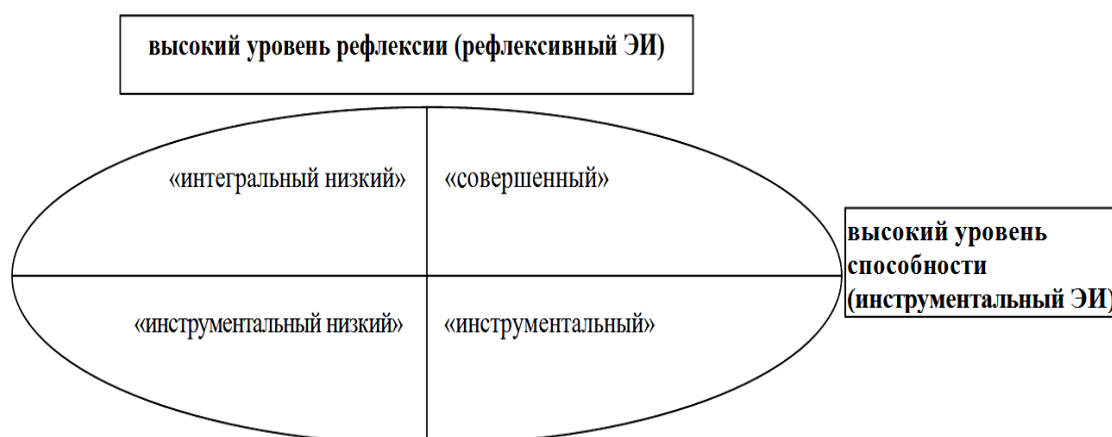 высокий уровень рефлексии (рефлексивный ЭИ)
«интегральный низкий»
«совершенный»
высокий уровень
способности
(инструментальный ЭИ)
«инструментальный низкий»
«инструментальный»